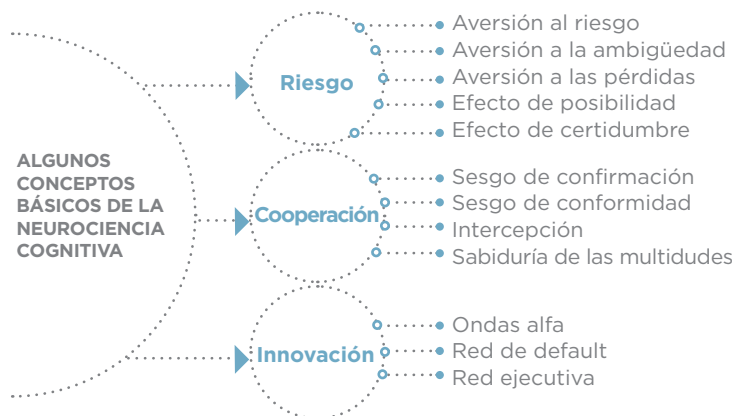 ALGUNOS
CONCEPTOS
BÁSICOS DE LA
NEUROCIENCIA
COGNITIVA
Riesgo
Aversión al riesgo
Aversión a la ambigüedad
Aversión a las pérdidas
Efecto de posibilidad
Efecto de certidumbre
Cooperación
Sesgo de confirmación
Sesgo de conformidad
Intercepción
Sabiduría de las multidudes
Innovación
Ondas alfa
Red de default
Red ejecutiva